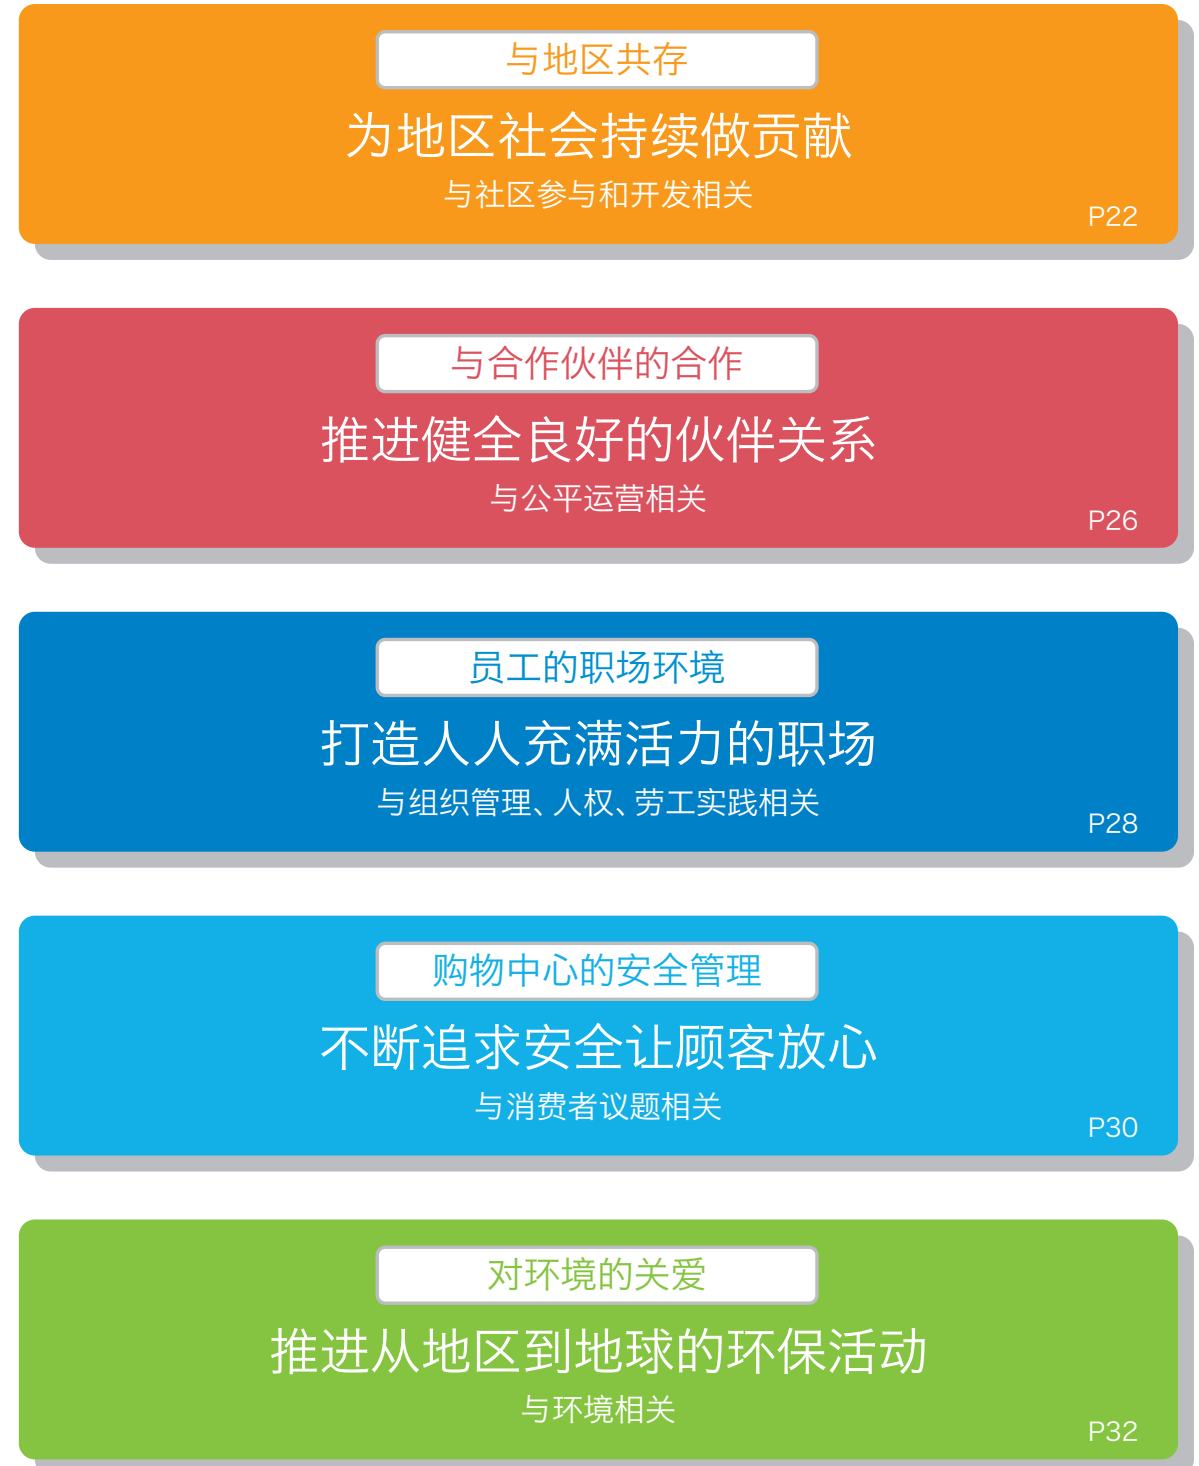 与地区共存
为地区社会持续做贡献
与社区参与和开发相关
P22
与合作伙伴的合作
推进健全良好的伙伴关系
与公平运营相关
P26
员工的职场环境
打造人人充满活力的职场
与组织管理、人权、劳工实践相关
P28
购物中心的安全管理
不断追求安全让顾客放心
与消费者议题相关
P30
对环境的关爱
推进从地区到地球的环保活动
与环境相关
P32